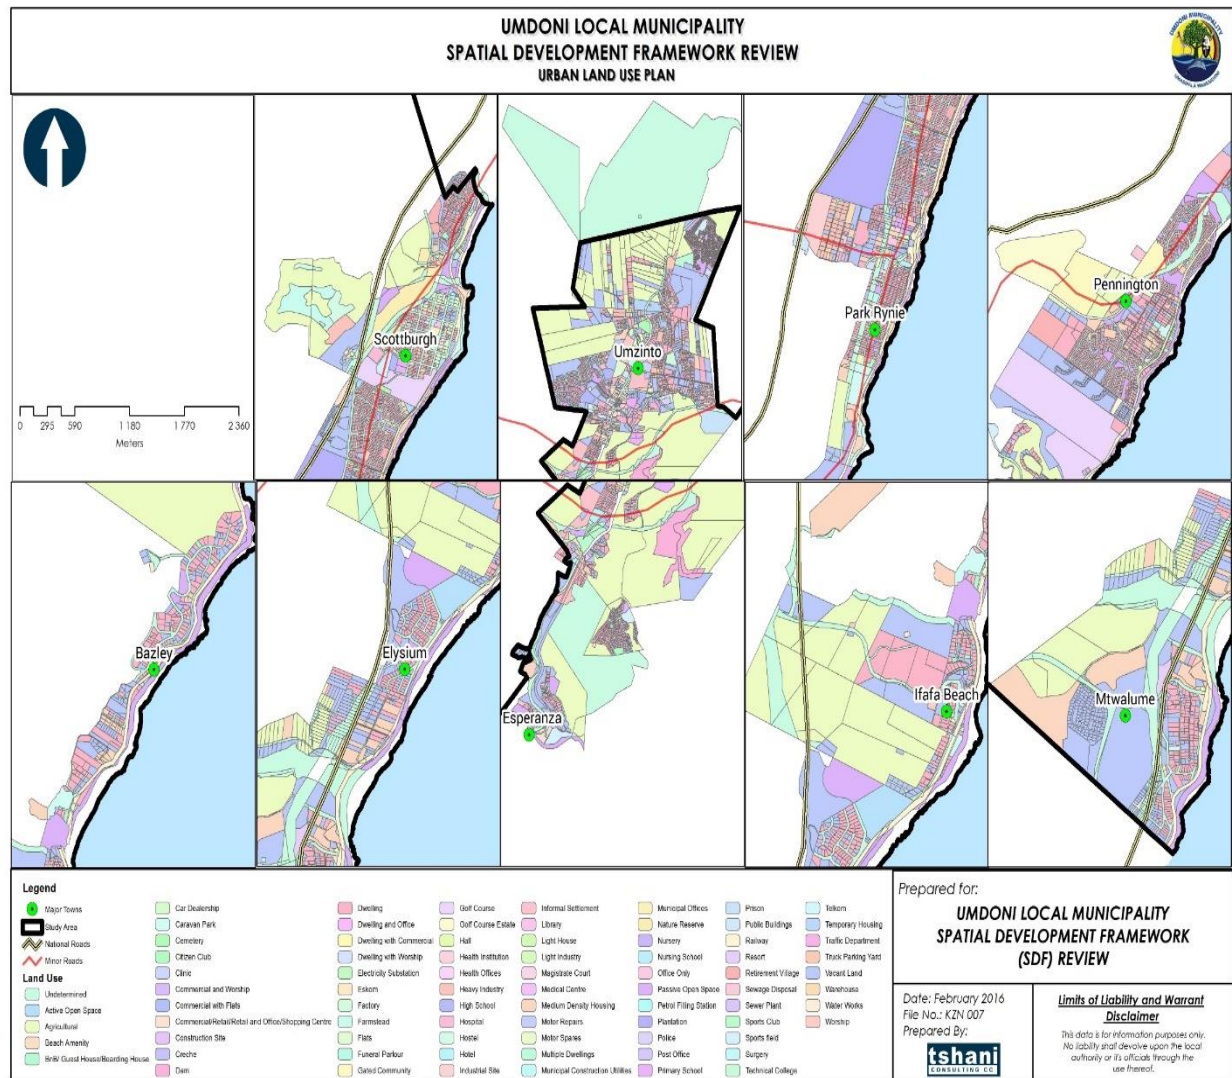 UMDONI LOCAL MUNICIPALITY
SPATIAL DEVELOPMENT FRAMEWORK REVIEW
URBAN LAND USE PLAN
UMDONI MUNICIPALITY
Scottburgh
Umzinto
Park Rynie
Pennington
0 295 590 1 180 1 770 2 360
Meters
Bazley
Elysium
Esperanza
Ifafa Beach
Mtwalume
Legend
Major Towns
Study Area
National Roads
Minor Roads
Land Use
Undetermined
Active Open Space
Agricultural
Beach Amenity
BnB/ Guest House/Boarding House
Car Dealership
Caravan Park
Cemetery
Citizen Club
Clinic
Commercial and Worship
Commercial with Flats
Commercial/Retail/Retail and Office/Shopping Centre
Construction Site
Creche
Dam
Dwelling
Dwelling and Office
Dwelling with Commercial
Dwelling with Worship
Electricity Substation
Eskom
Factory
Farmstead
Flats
Funeral Parlour
Gated Community
Golf Course
Golf Course Estate
Hall
Health Institution
Health Offices
Heavy Industry
High School
Hospital
Hostel
Hotel
Industrial Site
Informal Settlement
Library
Light House
Light Industry
Magistrate Court
Medical Centre
Medium Density Housing
Motor Repairs
Motor Spares
Multiple Dwellings
Municipal Construction Utilities
Municipal Offices
Nature Reserve
Nursery
Nursing School
Office Only
Passive Open Space
Petrol Filling Station
Plantation
Police
Post Office
Primary School
Prison
Public Buildings
Railway
Resort
Retirement Village
Sewage Disposal
Sewer Plant
Sports Club
Sports field
Surgery
Technical College
Telkom
Temporary Housing
Traffic Department
Truck Parking Yard
Vacant Land
Warehouse
Water Works
Worship
Prepared for:
UMDONI LOCAL MUNICIPALITY
SPATIAL DEVELOPMENT FRAMEWORK
(SDF) REVIEW
Date: February 2016
File No.: KZN 007
Prepared By:
tshani
CONSULTING CC
Limits of Liability and Warrant
Disclaimer
This data is for information purposes only.
No liability shall devolve upon the local
authority or it's officials through the
use thereof.